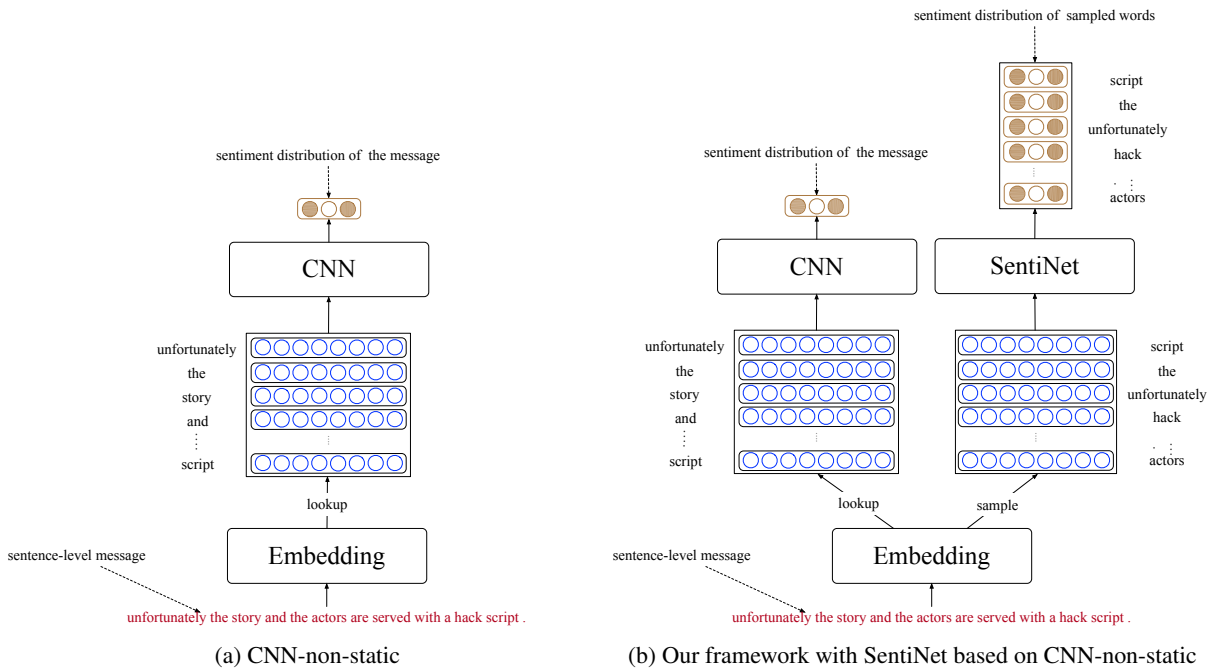 sentiment distribution of the message
CNN
unfortunately
the
story
and
script
lookup
Embedding
sentence-level message
unfortunately the story and the actors are served with a hack script .
(a) CNN-non-static
sentiment distribution of sampled words
script
the
unfortunately
hack
actors
sentiment distribution of the message
CNN
SentiNet
unfortunately
the
story
and
script
script
the
unfortunately
hack
actors
lookup
sample
Embedding
sentence-level message
unfortunately the story and the actors are served with a hack script .
(b) Our framework with SentiNet based on CNN-non-static